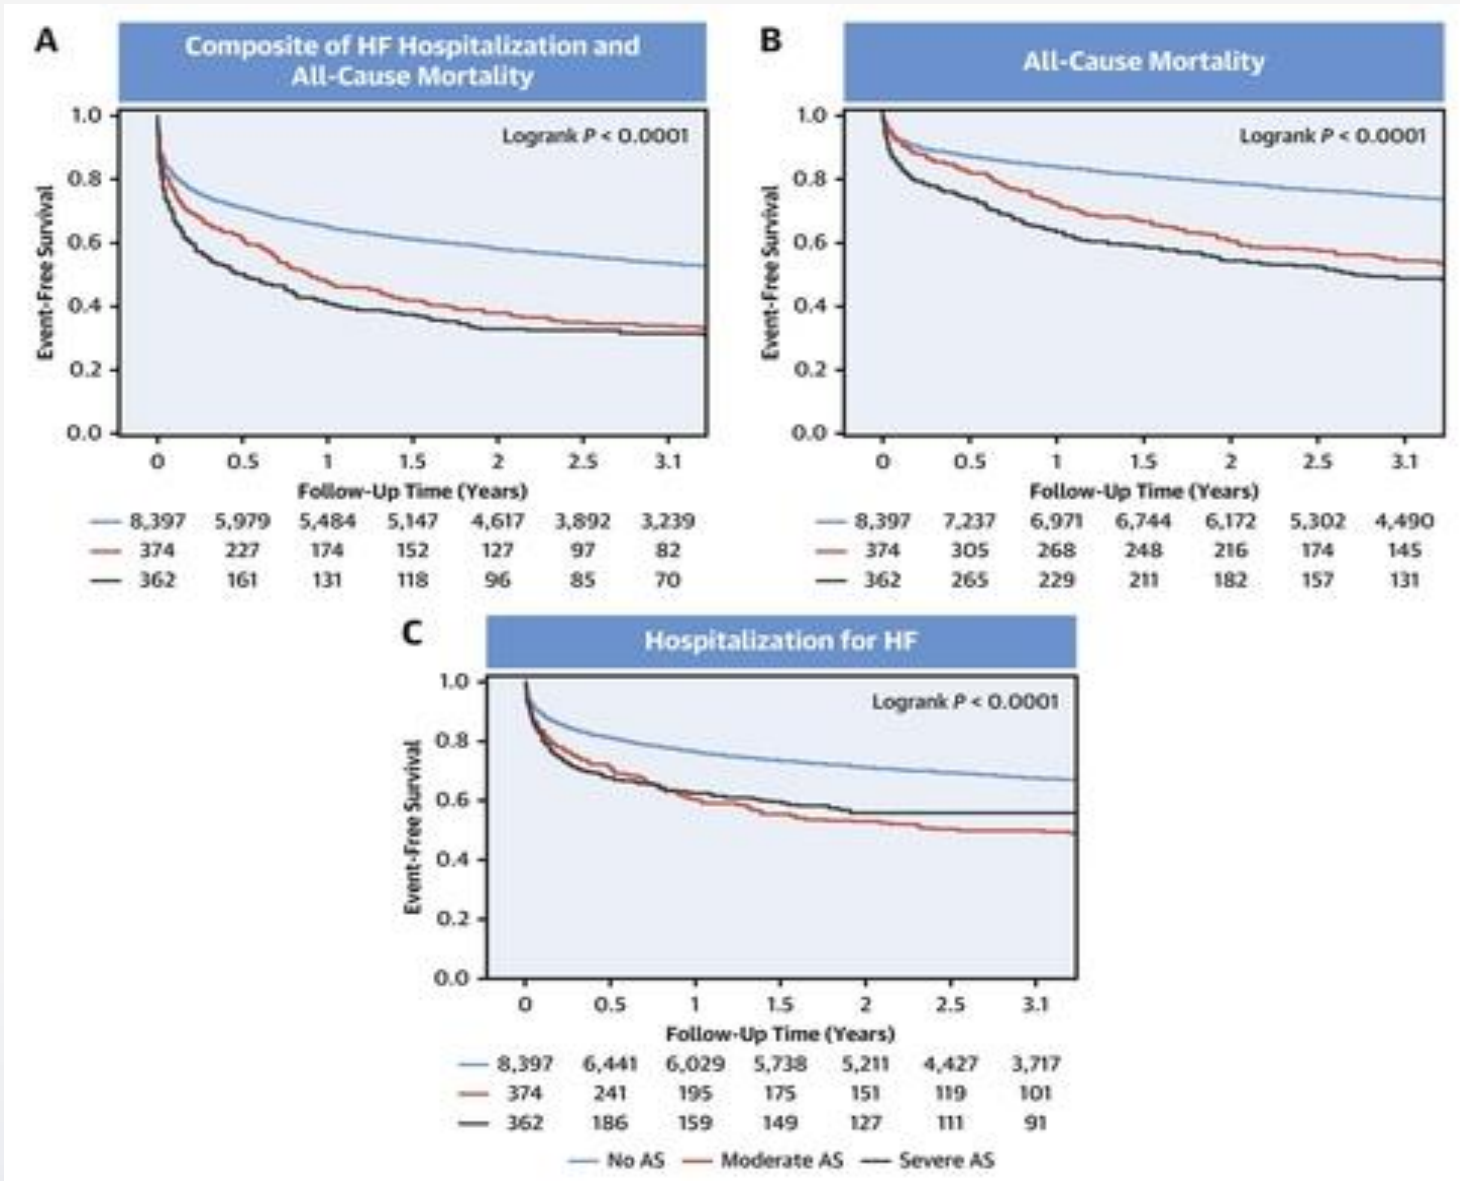 A
Composite of HF Hospitalization and
All-Cause Mortality
Logrank P < 0.0001
Event-Free Survival
1.0
0.8
0.6
0.4
0.2
0.0
0 0.5 1 1.5 2 2.5 3.1
Follow-Up Time (Years)
8,397 5,979 5,484 5,147 4,617 3,892 3,239
374 227 174 152 127 97 82
362 161 131 118 96 85 70
B
All-Cause Mortality
Logrank P < 0.0001
Event-Free Survival
1.0
0.8
0.6
0.4
0.2
0.0
0 0.5 1 1.5 2 2.5 3.1
Follow-Up Time (Years)
8,397 7,237 6,971 6,744 6,172 5,302 4,490
374 305 268 248 216 174 145
362 265 229 211 182 157 131
C
Hospitalization for HF
Logrank P < 0.0001
Event-Free Survival
1.0
0.8
0.6
0.4
0.2
0.0
0 0.5 1 1.5 2 2.5 3.1
Follow-Up Time (Years)
8,397 6,441 6,029 5,738 5,211 4,427 3,717
374 241 195 175 151 119 101
362 186 159 149 127 111 91
No AS Moderate AS Severe AS